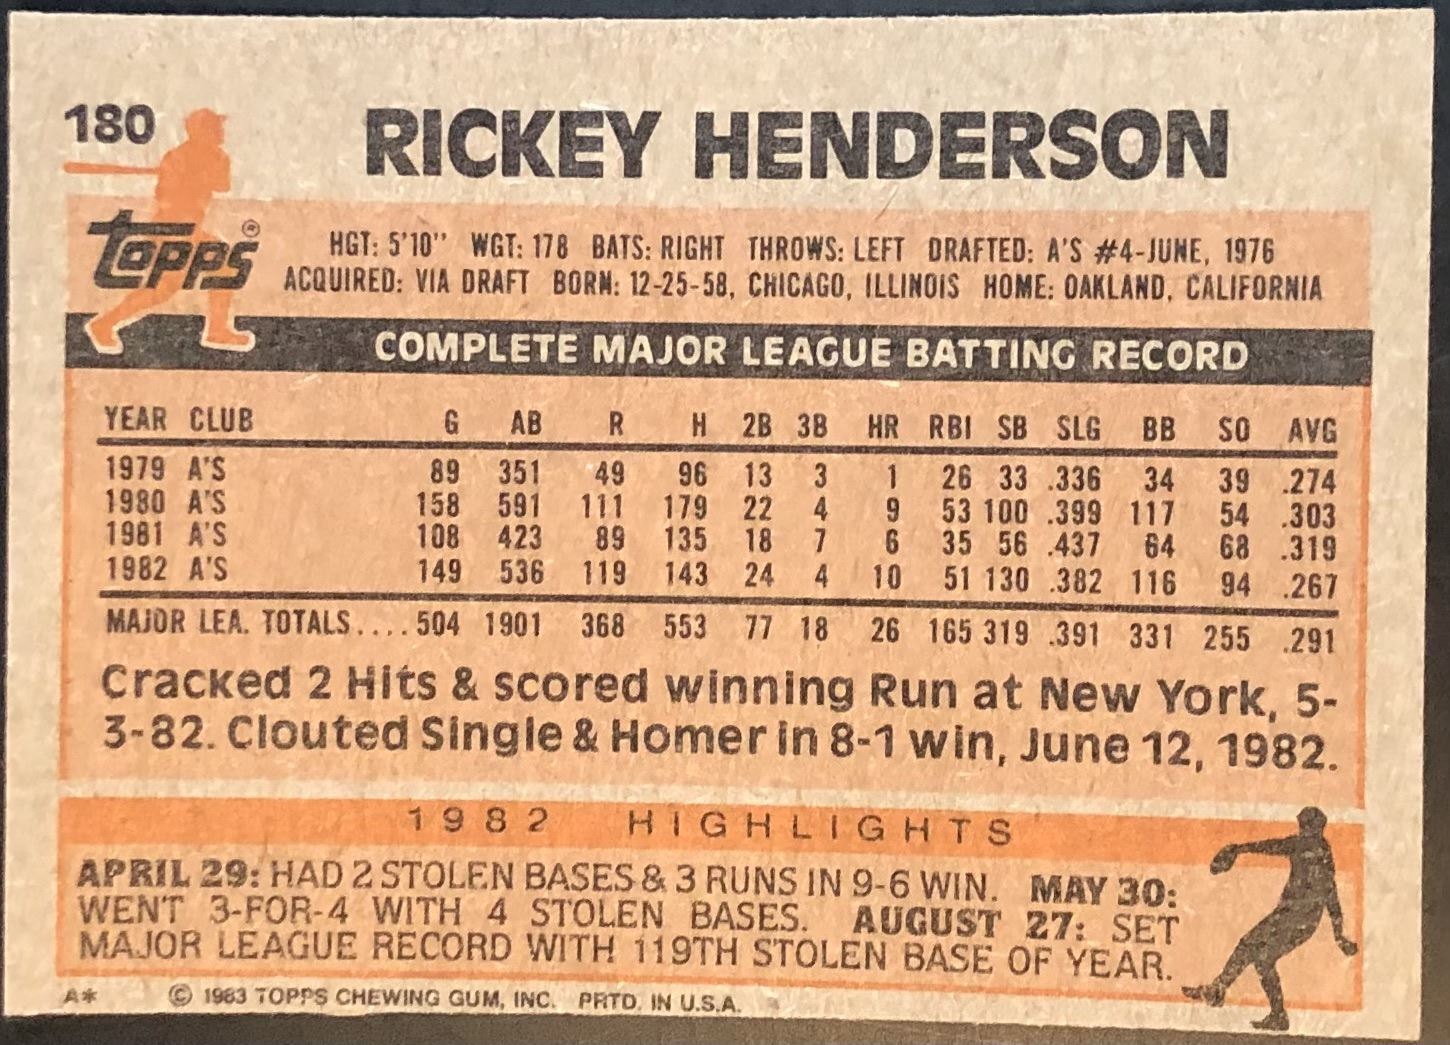 180
RICKEY HENDERSON
TOPPS®
HGT: 5'10" WGT: 178 BATS: RIGHT THROWS: LEFT DRAFTED: A'S #4-JUNE, 1976
ACQUIRED: VIA DRAFT BORN: 12-25-58, CHICAGO, ILLINOIS HOME: OAKLAND, CALIFORNIA
COMPLETE MAJOR LEAGUE BATTING RECORD
YEAR CLUB G AB R H 2B 3B HR RBI SB SLG BB SO AVG
1979 A'S 89 351 49 96 13 3 1 26 33 .336 34 39 .274
1980 A'S 158 591 111 179 22 4 9 53 100 .399 117 54 .303
1981 A'S 108 423 89 135 18 7 6 35 56 .437 64 68 .319
1982 A'S 149 536 119 143 24 4 10 51 130 .382 116 94 .267
MAJOR LEA. TOTALS.... 504 1901 368 553 77 18 26 165 319 .391 331 255 .291
Cracked 2 Hits & scored winning Run at New York, 5-
3-82. Clouted Single & Homer in 8-1 win, June 12, 1982.
1982 HIGHLIGHTS
APRIL 29: HAD 2 STOLEN BASES & 3 RUNS IN 9-6 WIN. MAY 30:
WENT 3-FOR-4 WITH 4 STOLEN BASES. AUGUST 27: SET
MAJOR LEAGUE RECORD WITH 119TH STOLEN BASE OF YEAR.
A* © 1983 TOPPS CHEWING GUM, INC. PRTD. IN U.S.A.